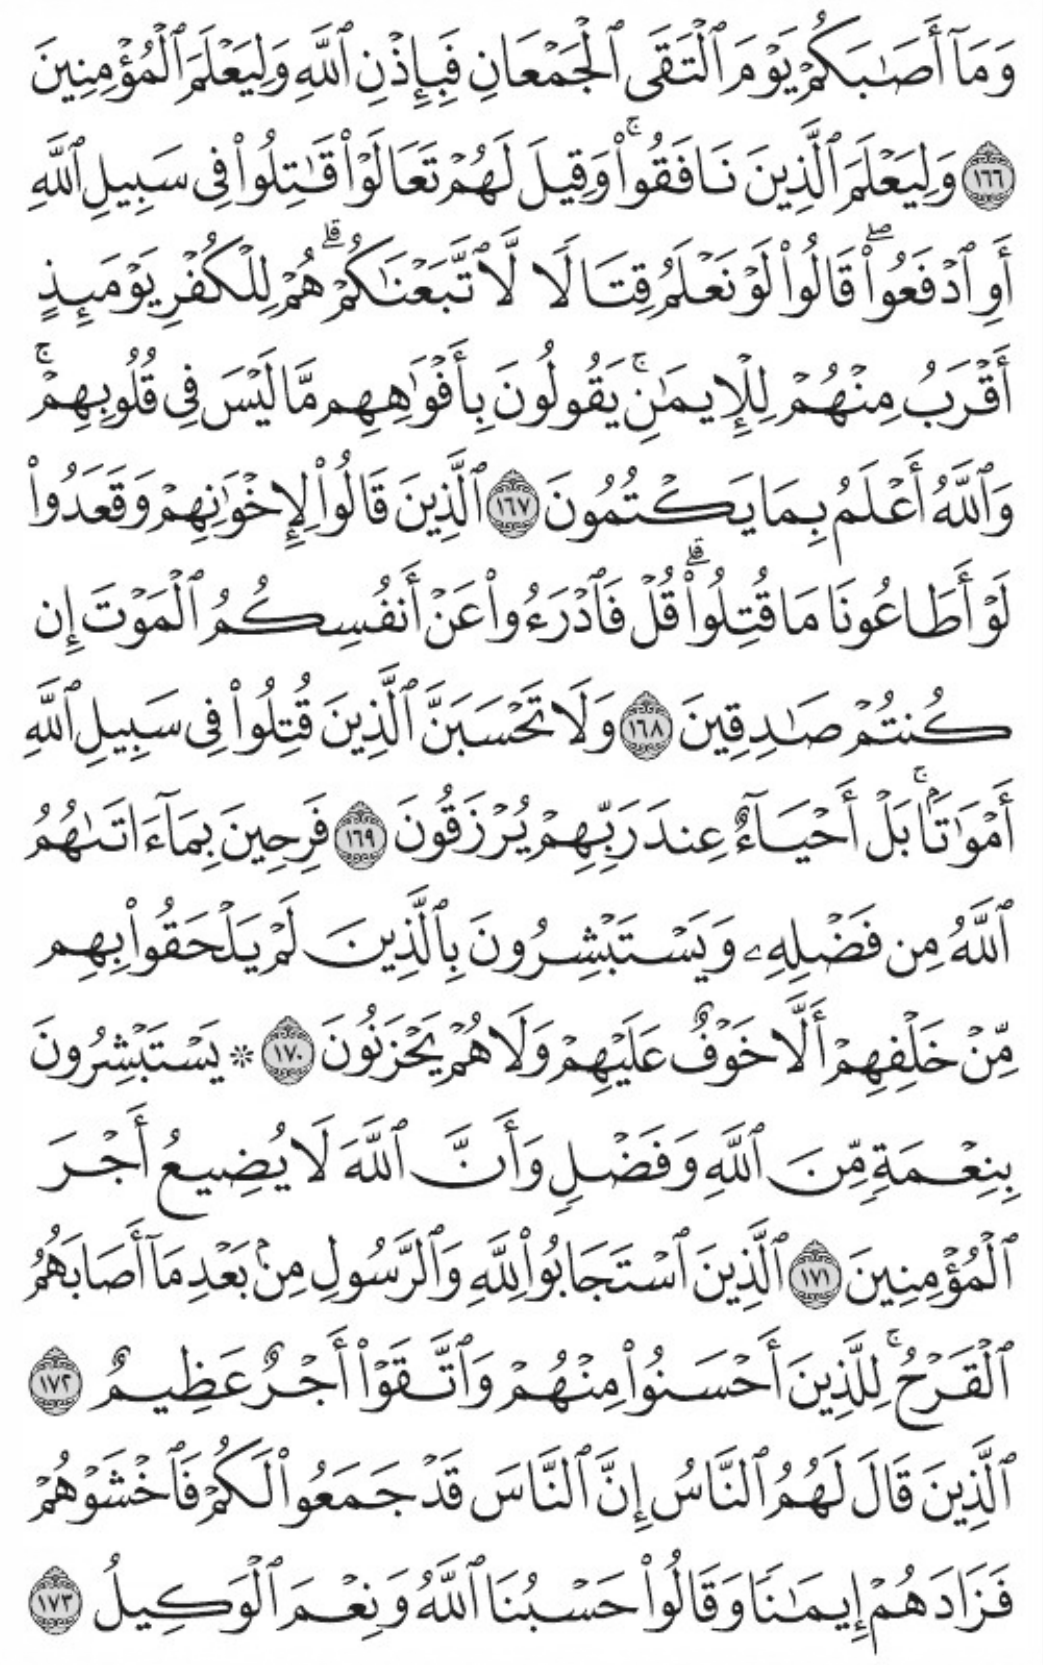 وَمَآ أَصَٰبَكُمْ يَوْمَ ٱلْتَقَى ٱلْجَمْعَانِ فَبِإِذْنِ ٱللَّهِ وَلِيَعْلَمَ ٱلْمُؤْمِنِينَ
١٦٦ وَلِيَعْلَمَ ٱلَّذِينَ نَافَقُوا۟ ۚ وَقِيلَ لَهُمْ تَعَالَوْا۟ قَٰتِلُوا۟ فِى سَبِيلِ ٱللَّهِ
أَوِ ٱدْفَعُوا۟ ۖ قَالُوا۟ لَوْ نَعْلَمُ قِتَالًا لَّٱتَّبَعْنَٰكُمْ ۗ هُمْ لِلْكُفْرِ يَوْمَئِذٍ
أَقْرَبُ مِنْهُمْ لِلْإِيمَٰنِ ۚ يَقُولُونَ بِأَفْوَٰهِهِم مَّا لَيْسَ فِى قُلُوبِهِمْ ۚ
وَٱللَّهُ أَعْلَمُ بِمَا يَكْتُمُونَ ١٦٧ ٱلَّذِينَ قَالُوا۟ لِإِخْوَٰنِهِمْ وَقَعَدُوا۟
لَوْ أَطَاعُونَا مَا قُتِلُوا۟ ۗ قُلْ فَٱدْرَءُوا۟ عَنْ أَنفُسِكُمُ ٱلْمَوْتَ إِن
كُنتُمْ صَٰدِقِينَ ١٦٨ وَلَا تَحْسَبَنَّ ٱلَّذِينَ قُتِلُوا۟ فِى سَبِيلِ ٱللَّهِ
أَمْوَٰتًۢا ۚ بَلْ أَحْيَآءٌ عِندَ رَبِّهِمْ يُرْزَقُونَ ١٦٩ فَرِحِينَ بِمَآ ءَاتَىٰهُمُ
ٱللَّهُ مِن فَضْلِهِۦ وَيَسْتَبْشِرُونَ بِٱلَّذِينَ لَمْ يَلْحَقُوا۟ بِهِم
مِّنْ خَلْفِهِمْ أَلَّا خَوْفٌ عَلَيْهِمْ وَلَا هُمْ يَحْزَنُونَ ١٧٠ * يَسْتَبْشِرُونَ
بِنِعْمَةٍ مِّنَ ٱللَّهِ وَفَضْلٍ وَأَنَّ ٱللَّهَ لَا يُضِيعُ أَجْرَ
ٱلْمُؤْمِنِينَ ١٧١ ٱلَّذِينَ ٱسْتَجَابُوا۟ لِلَّهِ وَٱلرَّسُولِ مِنۢ بَعْدِ مَآ أَصَابَهُمُ
ٱلْقَرْحُ ۚ لِلَّذِينَ أَحْسَنُوا۟ مِنْهُمْ وَٱتَّقَوْا۟ أَجْرٌ عَظِيمٌ ١٧٢
ٱلَّذِينَ قَالَ لَهُمُ ٱلنَّاسُ إِنَّ ٱلنَّاسَ قَدْ جَمَعُوا۟ لَكُمْ فَٱخْشَوْهُمْ
فَزَادَهُمْ إِيمَٰنًا وَقَالُوا۟ حَسْبُنَا ٱللَّهُ وَنِعْمَ ٱلْوَكِيلُ ١٧٣